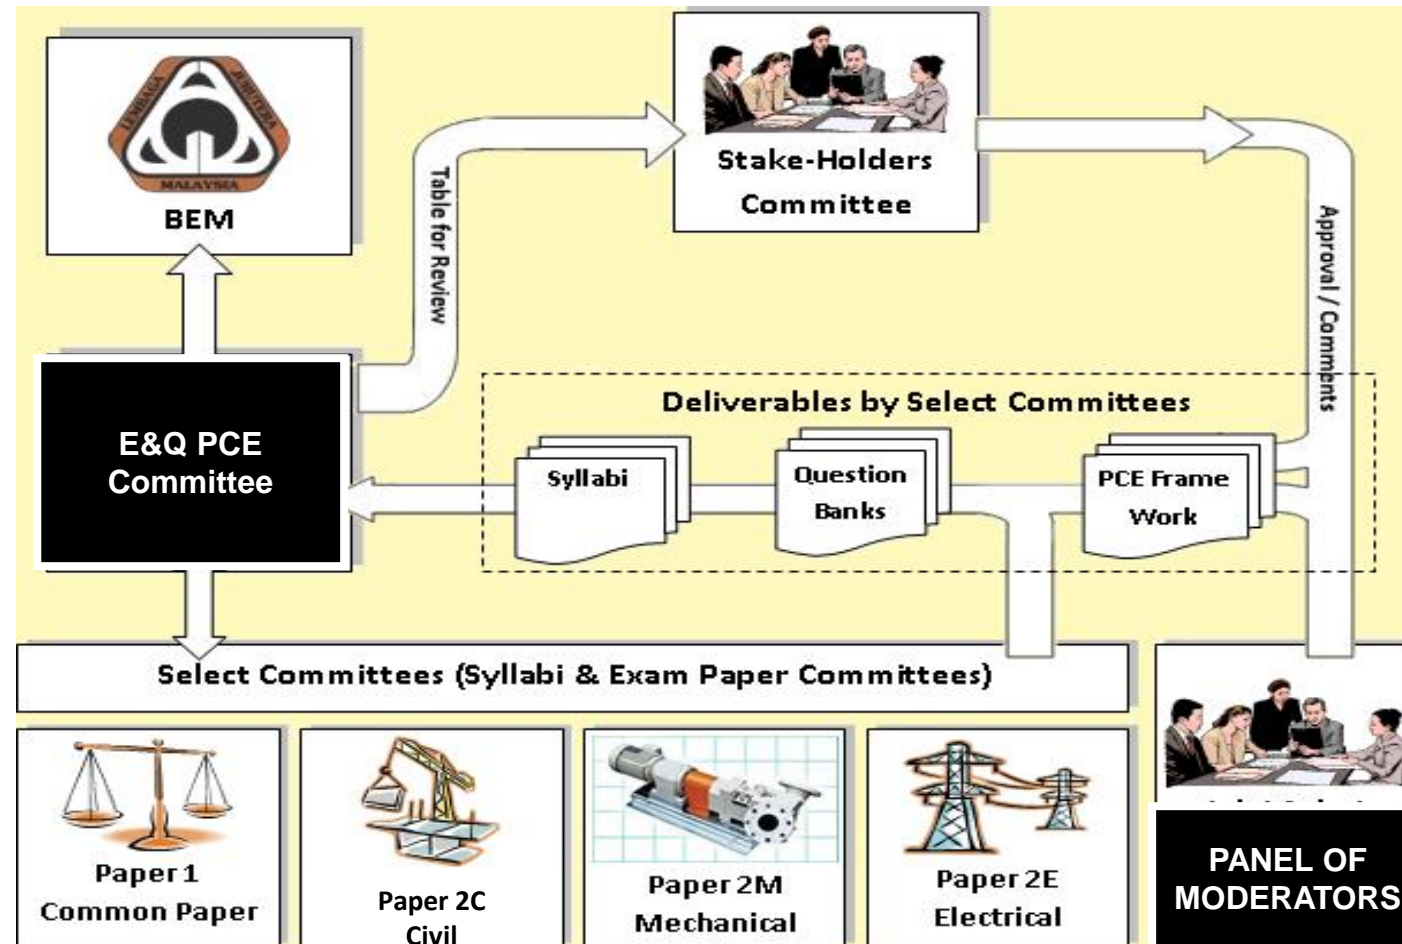 LEMBAGA
JURUTERA
MALAYSIA
BEM
Stake-Holders
Committee
Table for Review
Approval / Comments
E&Q PCE
Committee
Deliverables by Select Committees
Syllabi
Question
Banks
PCE Frame
Work
Select Committees (Syllabi & Exam Paper Committees)
Paper 1
Common Paper
Paper 2C
Civil
Paper 2M
Mechanical
Paper 2E
Electrical
PANEL OF
MODERATORS